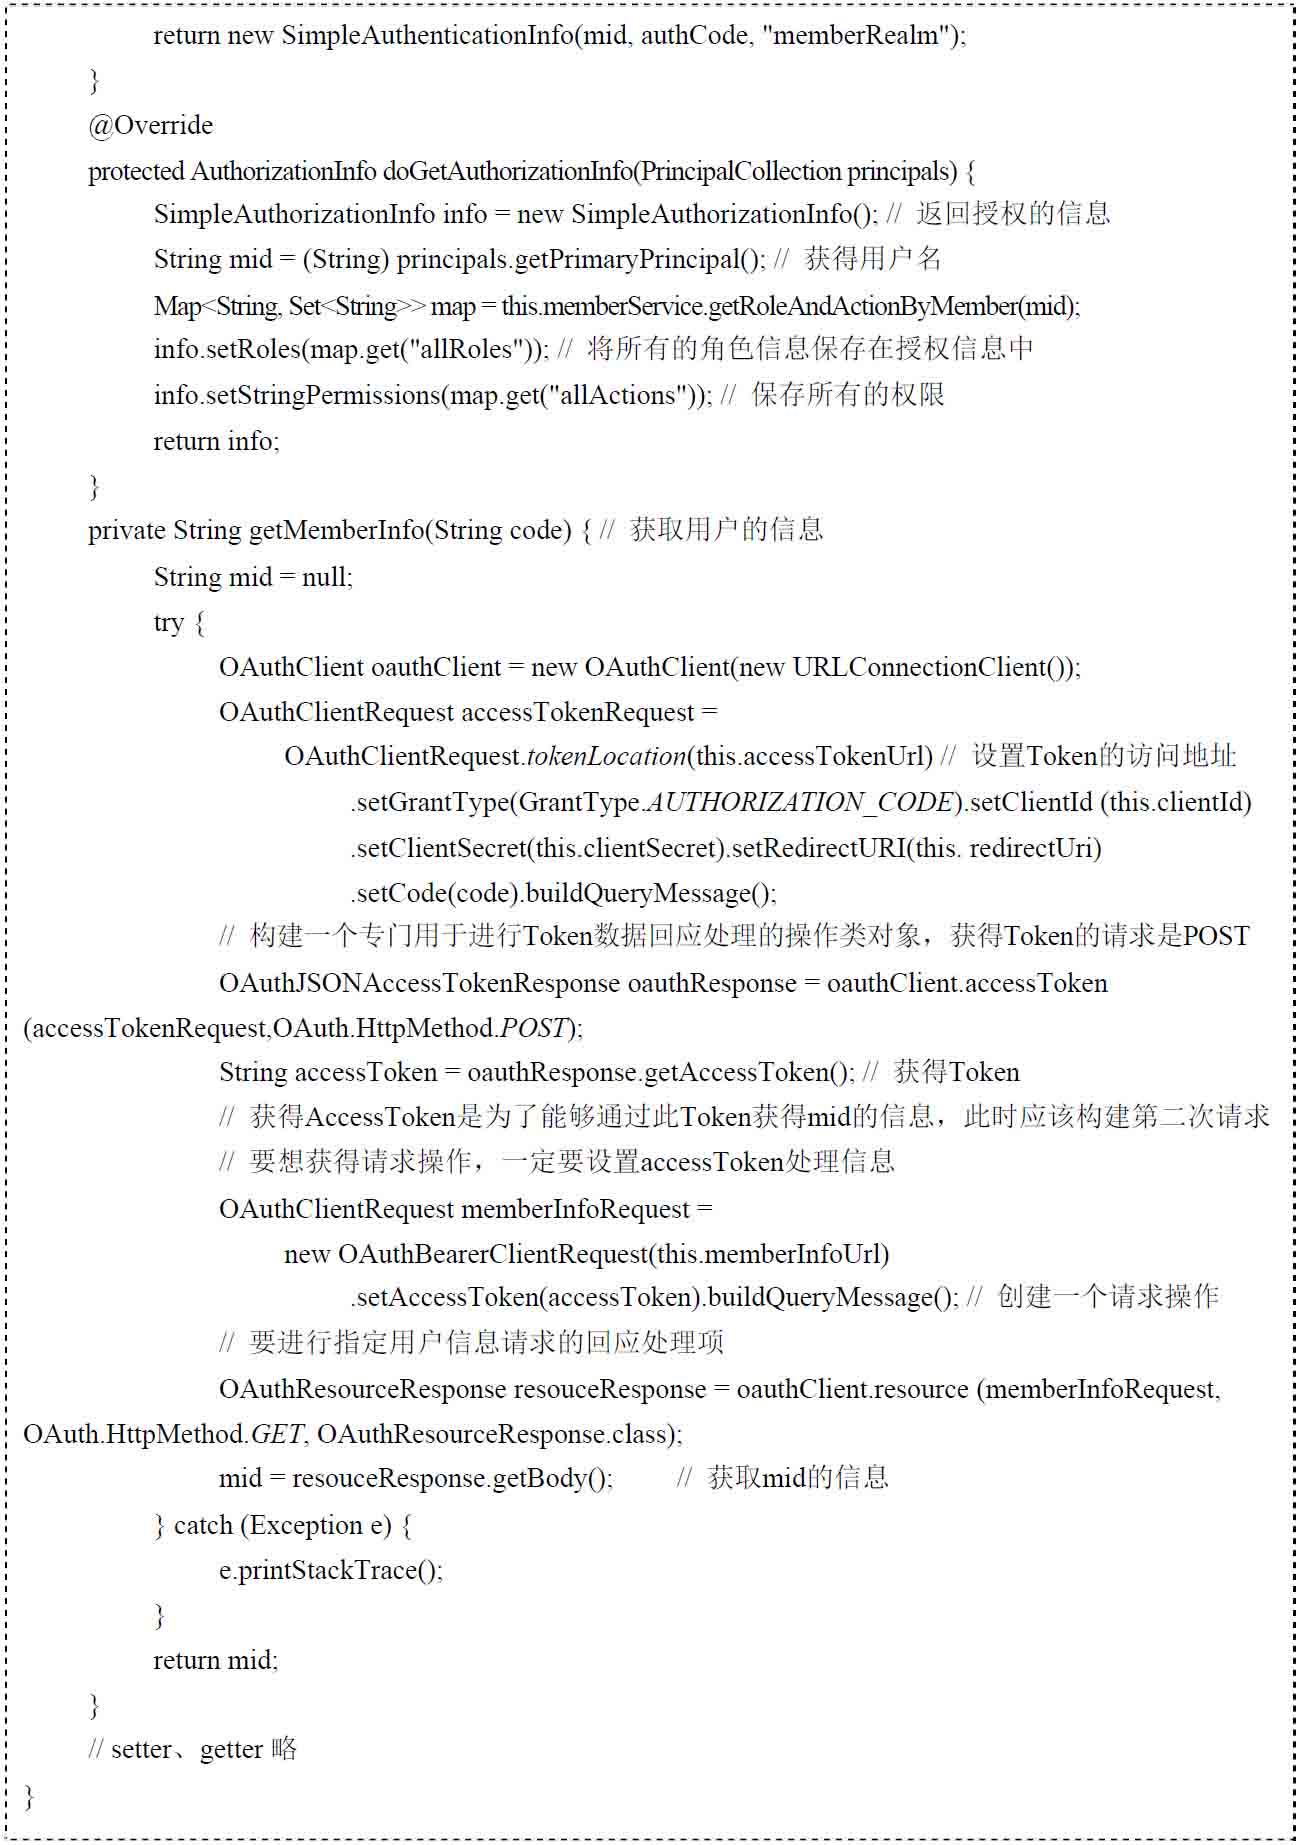 return new SimpleAuthenticationInfo(mid, authCode, "memberRealm");
}
@Override
protected AuthorizationInfo doGetAuthorizationInfo(PrincipalCollection principals) {
SimpleAuthorizationInfo info = new SimpleAuthorizationInfo(); // 返回授权的信息
String mid = (String) principals.getPrimaryPrincipal(); // 获得用户名
Map<String, Set<String>> map = this.memberService.getRoleAndActionByMember(mid);
info.setRoles(map.get("allRoles")); // 将所有的角色信息保存在授权信息中
info.setStringPermissions(map.get("allActions")); // 保存所有的权限
return info;
}
private String getMemberInfo(String code) { // 获取用户的信息
String mid = null;
try {
OAuthClient oauthClient = new OAuthClient(new URLConnectionClient());
OAuthClientRequest accessTokenRequest =
OAuthClientRequest.tokenLocation(this.accessTokenUrl) // 设置Token的访问地址
.setGrantType(GrantType.AUTHORIZATION_CODE).setClientId (this.clientId)
.setClientSecret(this.clientSecret).setRedirectURI(this. redirectUri)
.setCode(code).buildQueryMessage();
// 构建一个专门用于进行Token数据回应处理的操作类对象，获得Token的请求是POST
OAuthJSONAccessTokenResponse oauthResponse = oauthClient.accessToken
(accessTokenRequest,OAuth.HttpMethod.POST);
String accessToken = oauthResponse.getAccessToken(); // 获得Token
// 获得AccessToken是为了能够通过此Token获得mid的信息，此时应该构建第二次请求
// 要想获得请求操作，一定要设置accessToken处理信息
OAuthClientRequest memberInfoRequest =
new OAuthBearerClientRequest(this.memberInfoUrl)
.setAccessToken(accessToken).buildQueryMessage(); // 创建一个请求操作
// 要进行指定用户信息请求的回应处理项
OAuthResourceResponse resouceResponse = oauthClient.resource (memberInfoRequest,
OAuth.HttpMethod.GET, OAuthResourceResponse.class);
mid = resouceResponse.getBody(); // 获取mid的信息
} catch (Exception e) {
e.printStackTrace();
}
return mid;
}
// setter、getter 略
}